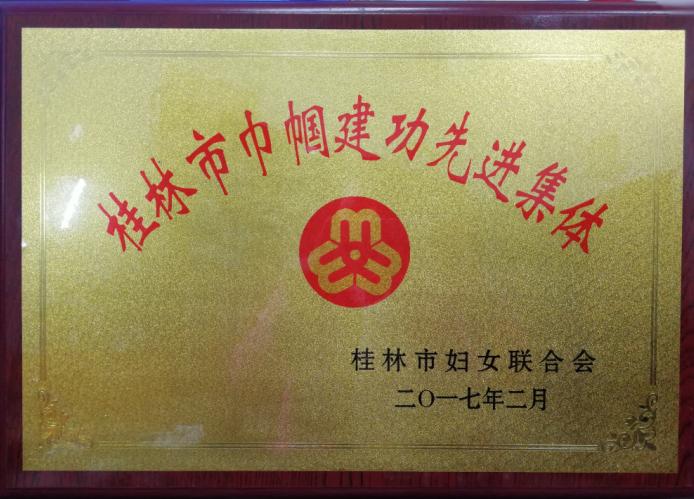 桂林市巾帼建功先进集体
桂林市妇女联合会
二〇一七年二月